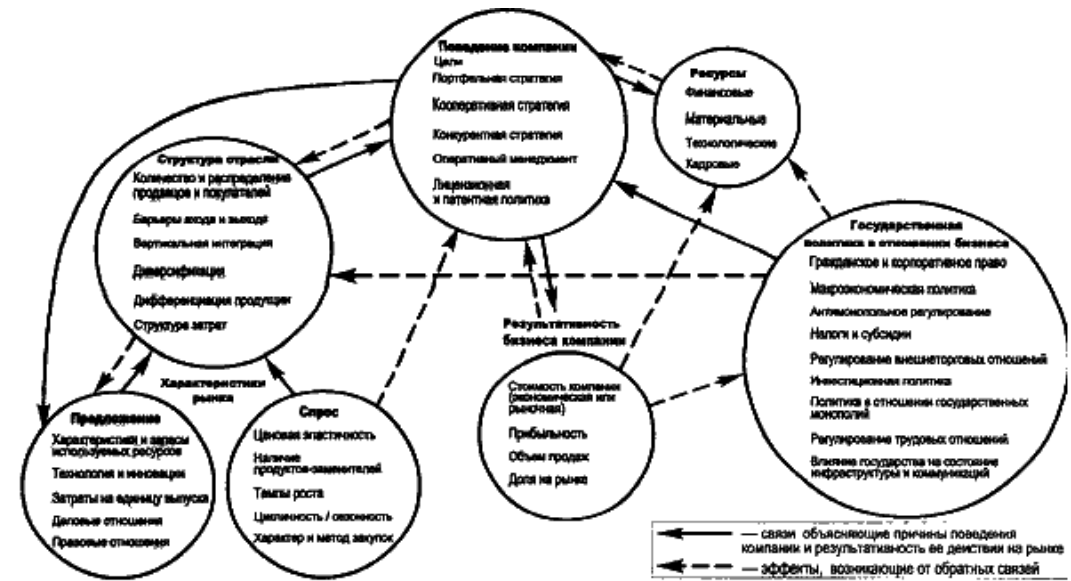 Поведение компании
Цели
Портфельная стратегия
Кооперативная стратегия
Конкурентная стратегия
Оперативный менеджмент
Лицензионная
и патентная политика
Ресурсы
Финансовые
Материальные
Технологические
Кадровые
Структура отрасли
Количество и распределение
продавцов и покупателей
Барьеры входа и выхода
Вертикальная интеграция
Диверсификация
Дифференциация продукции
Структура затрат
Государственная
политика в отношении бизнеса
Гражданское и корпоративное право
Макроэкономическая политика
Антимонопольное регулирование
Налоги и субсидии
Регулирование внешнеторговых отношений
Инвестиционная политика
Политика в отношении государственных
монополий
Регулирование трудовых отношений
Влияние государства на состояние
инфраструктуры и коммуникаций
Результативность
бизнеса компании
Стоимость компании
(экономическая или
рыночная)
Прибыльность
Объем продаж
Доля на рынке
Характеристики
рынка
Предложение
Характеристики и запасы
используемых ресурсов
Технология и инновации
Затраты на единицу выпуска
Деловые отношения
Правовые отношения
Спрос
Ценовая эластичность
Наличие
продуктов-заменителей
Темпы роста
Цикличность / сезонность
Характер и метод закупок
— связи объясняющие причины поведения
компании и результативность ее действии на рынке
— эффекты, возникающие от обратных связей